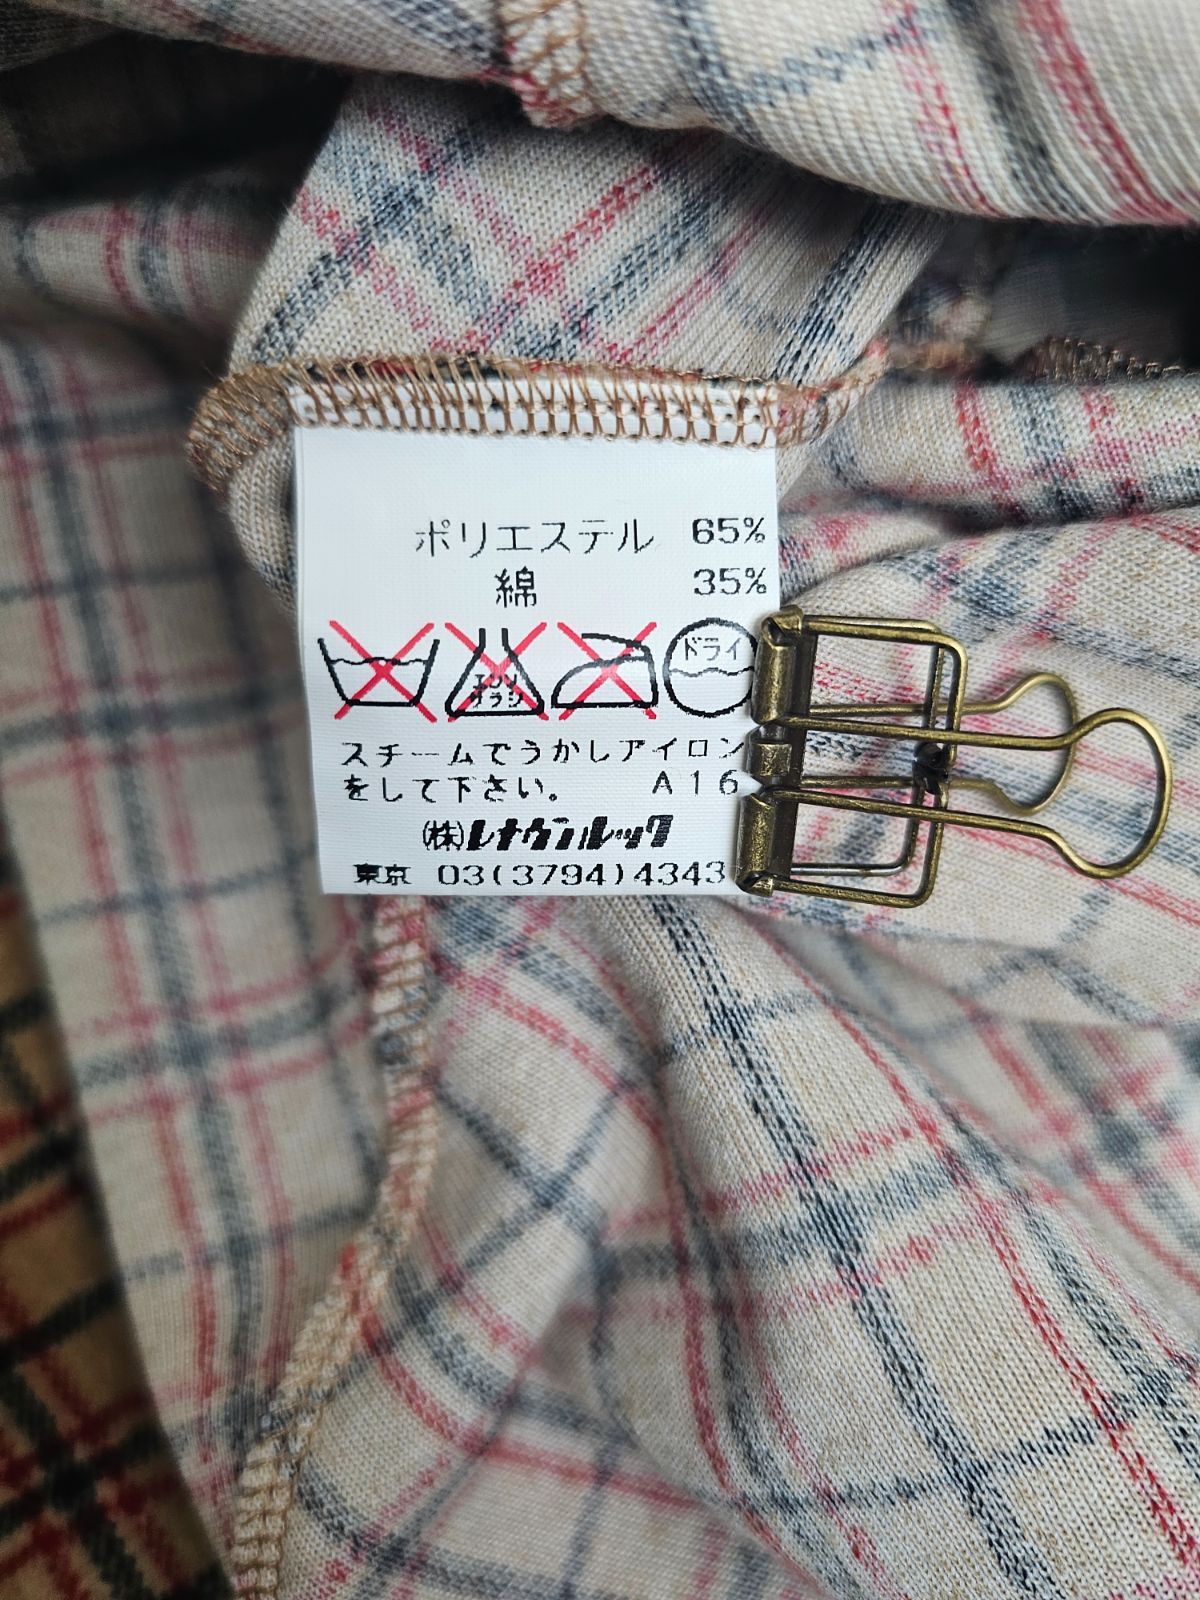 ポリエステル 65%
綿 35%
エンソ
サラシ
ドライ
スチームでうかしアイロン
をして下さい。 A16
(株)レナウンルック
東京 03(3794)4343